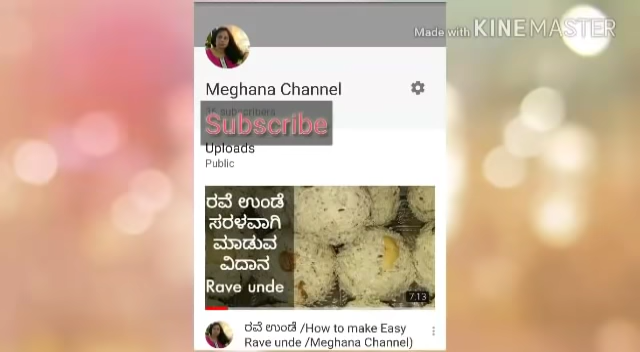 Made with KINEMASTER
Meghana Channel
subscribers
Subscribe
Uploads
Public
ರವೆ ಉಂಡೆ
ಸರಳವಾಗಿ
ಮಾಡುವ
ವಿಧಾನ
Rave unde
7:13
ರವೆ ಉಂಡೆ /How to make Easy
Rave unde /Meghana Channel)